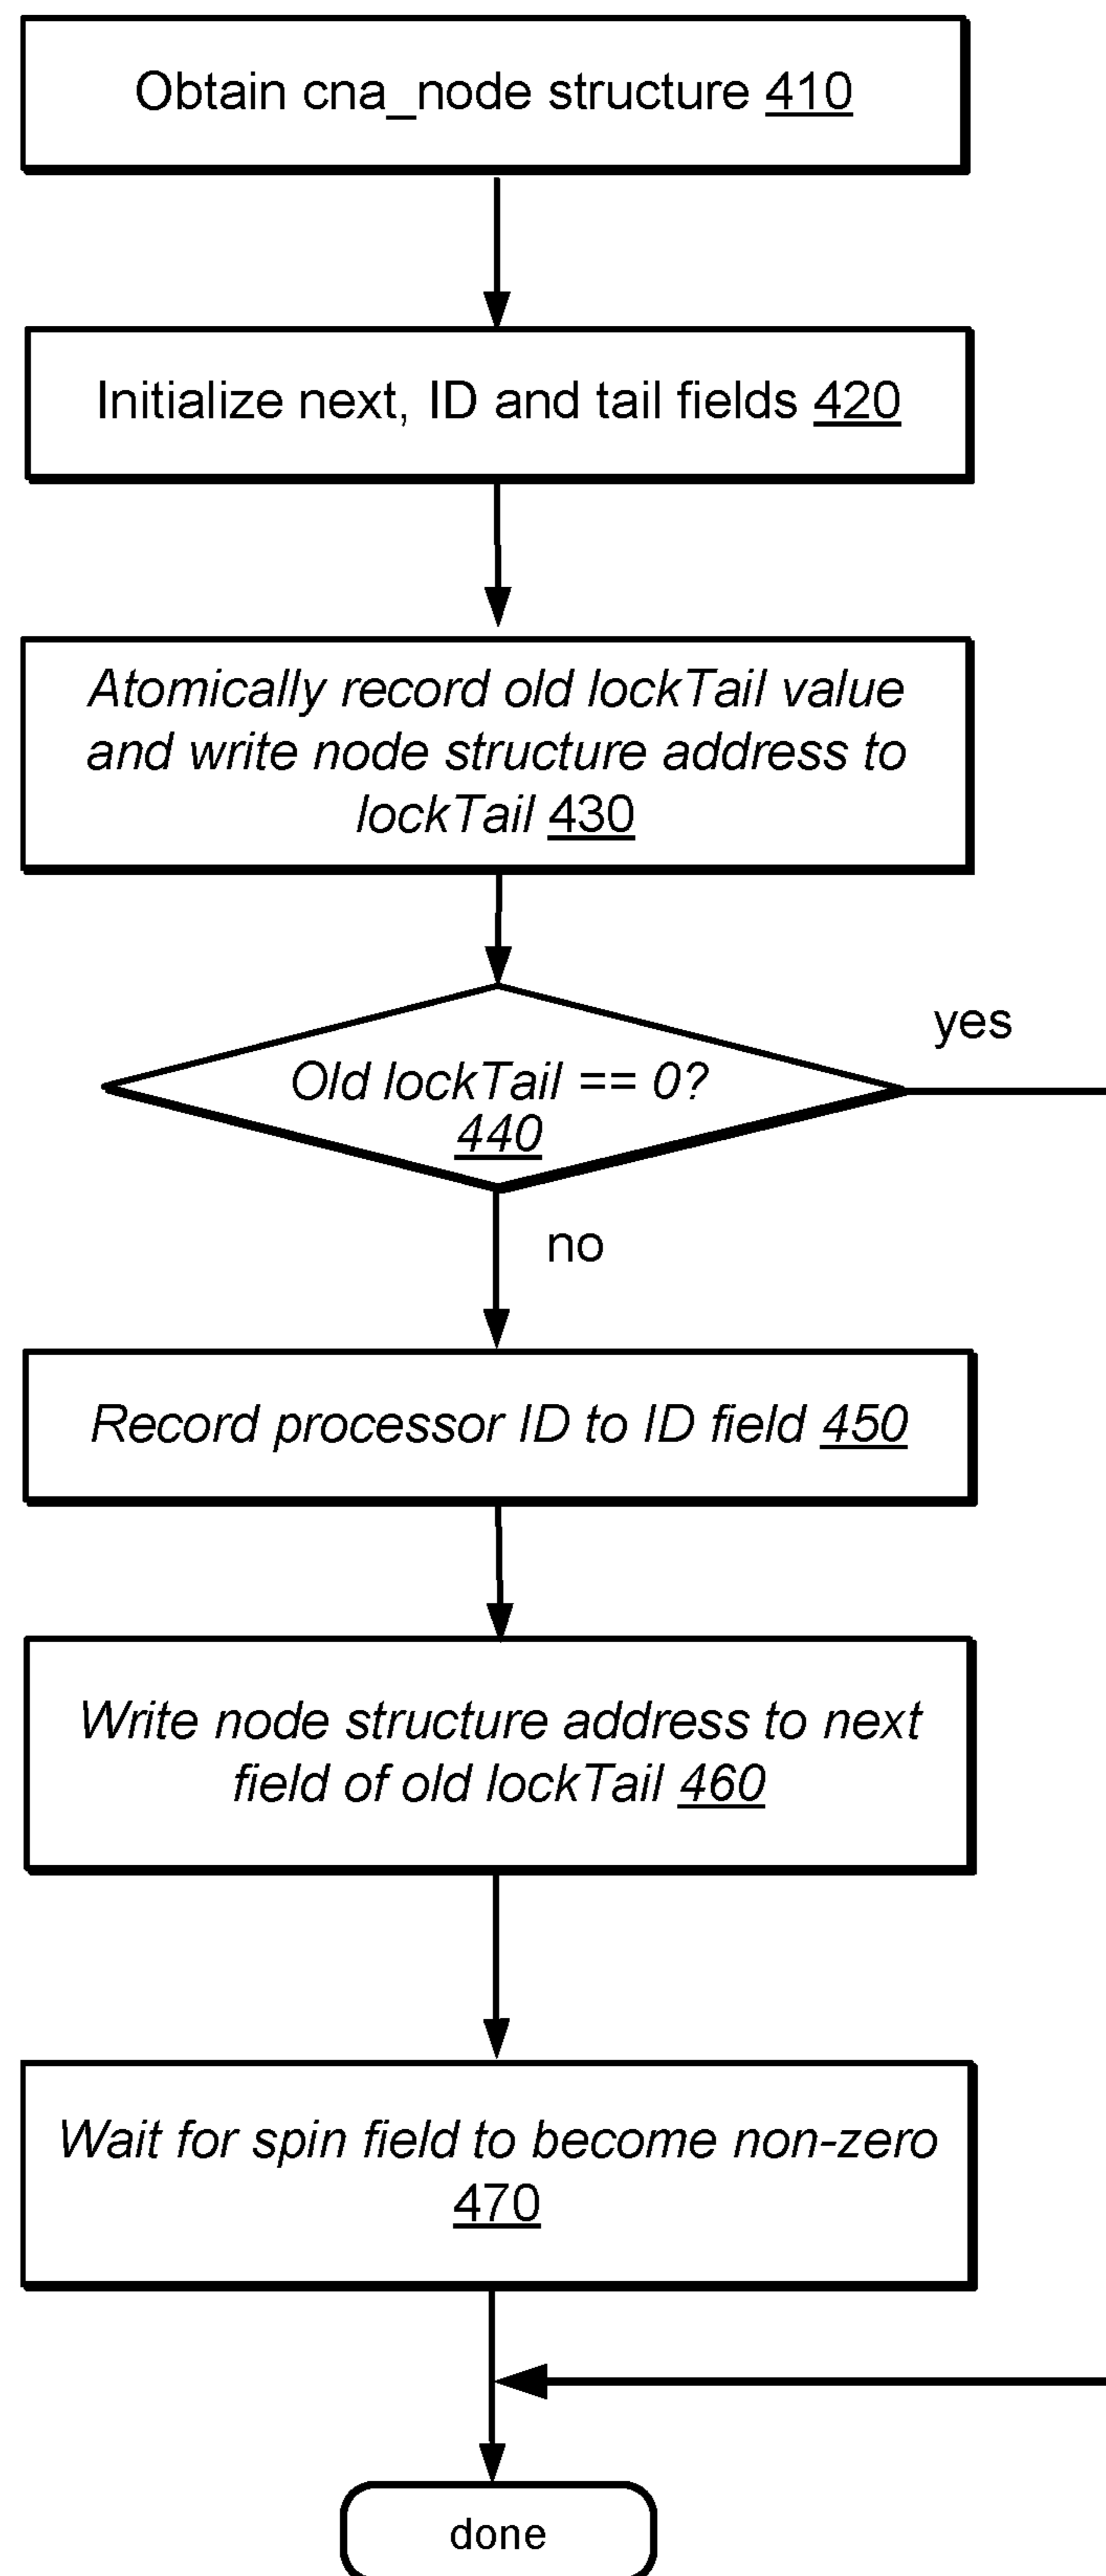 Obtain cna_node structure 410
Initialize next, ID and tail fields 420
Atomically record old lockTail value
and write node structure address to
lockTail 430
yes
Old lockTail == 0?
440
no
Record processor ID to ID field 450
Write node structure address to next
field of old lockTail 460
Wait for spin field to become non-zero
470
done